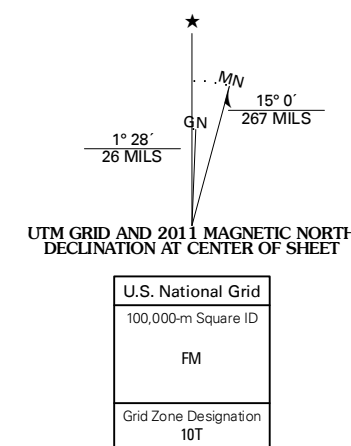 ★
MN
GN
15° 0´
267 MILS
1° 28´
26 MILS
UTM GRID AND 2011 MAGNETIC NORTH
DECLINATION AT CENTER OF SHEET
U.S. National Grid
100,000-m Square ID
FM
Grid Zone Designation
10T